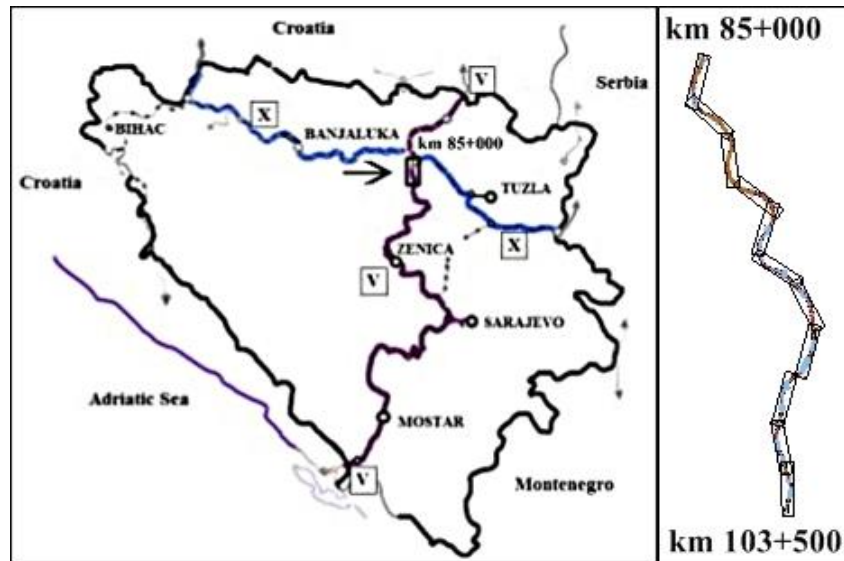 Croatia
V
Serbia
X
BIHAC
BANJALUKA
km 85+000
Croatia
TUZLA
ZENICA
X
V
SARAJEVO
Adriatic Sea
MOSTAR
V
Montenegro
km 85+000
km 103+500